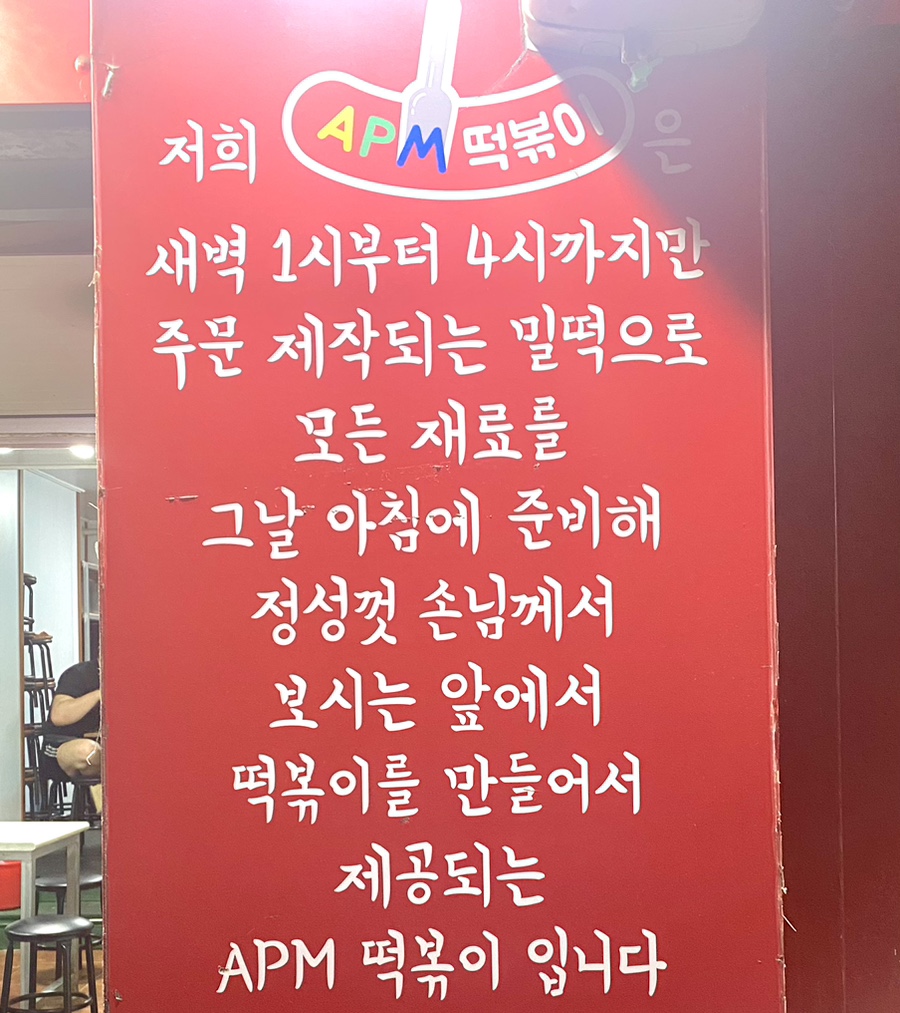 저희 APM 떡볶이 은
새벽 1시부터 4시까지만
주문 제작되는 밀떡으로
모든 재료를
그날 아침에 준비해
정성껏 손님께서
보시는 앞에서
떡볶이를 만들어서
제공되는
APM 떡볶이 입니다